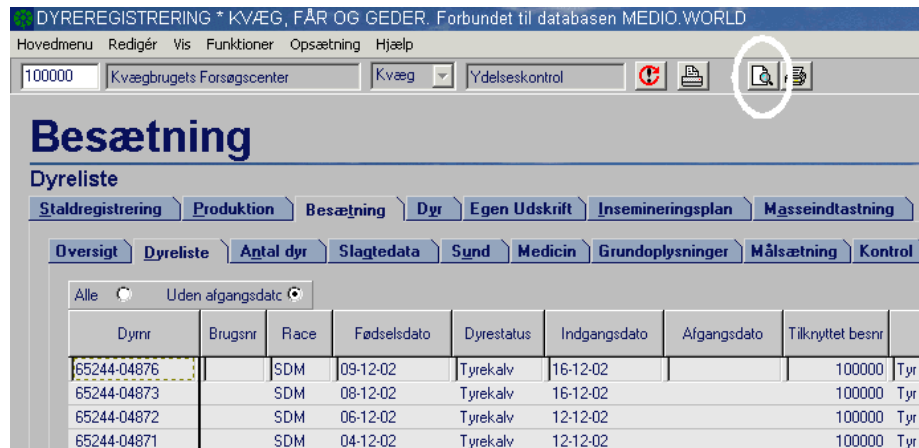 DYREREGISTRERING * KVÆG, FÅR OG GEDER. Forbundet til databasen MEDIO.WORLD
Hovedmenu Redigér Vis Funktioner Opsætning Hjælp
100000 Kvægbrugets Forsøgscenter Kvæg Ydelseskontrol
Besætning
Dyreliste
Staldregistrering Produktion Besætning Dyr Egen Udskrift Insemineringsplan Masseindtastning
Oversigt Dyreliste Antal dyr Slagtedata Sund Medicin Grundoplysninger Målsætning Kontrol
Alle Uden afgangsdatc
Dyrnr Brugsnr Race Fødselsdato Dyrestatus Indgangsdato Afgangsdato Tilknyttet besnr
65244-04876 SDM 09-12-02 Tyrekalv 16-12-02 100000 Tyr
65244-04873 SDM 08-12-02 Tyrekalv 16-12-02 100000 Tyr
65244-04872 SDM 06-12-02 Tyrekalv 12-12-02 100000 Tyr
65244-04871 SDM 04-12-02 Tyrekalv 12-12-02 100000 Tyr